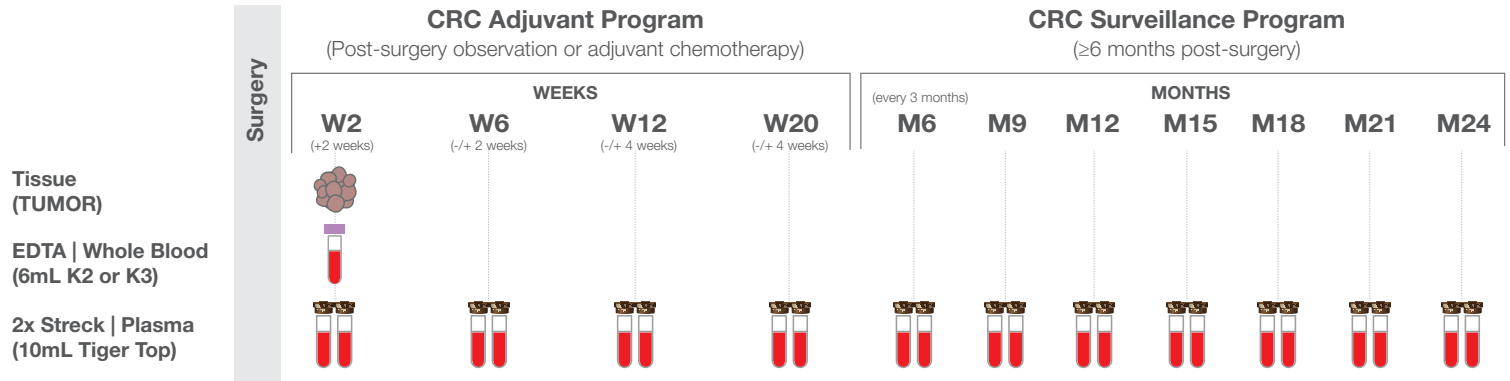 CRC Adjuvant Program
(Post-surgery observation or adjuvant chemotherapy)
CRC Surveillance Program
(≥6 months post-surgery)
Surgery
WEEKS
W2
(+2 weeks)
W6
(-/+ 2 weeks)
W12
(-/+ 4 weeks)
W20
(-/+ 4 weeks)
(every 3 months)
MONTHS
M6
M9
M12
M15
M18
M21
M24
Tissue
(TUMOR)
EDTA | Whole Blood
(6mL K2 or K3)
2x Streck | Plasma
(10mL Tiger Top)